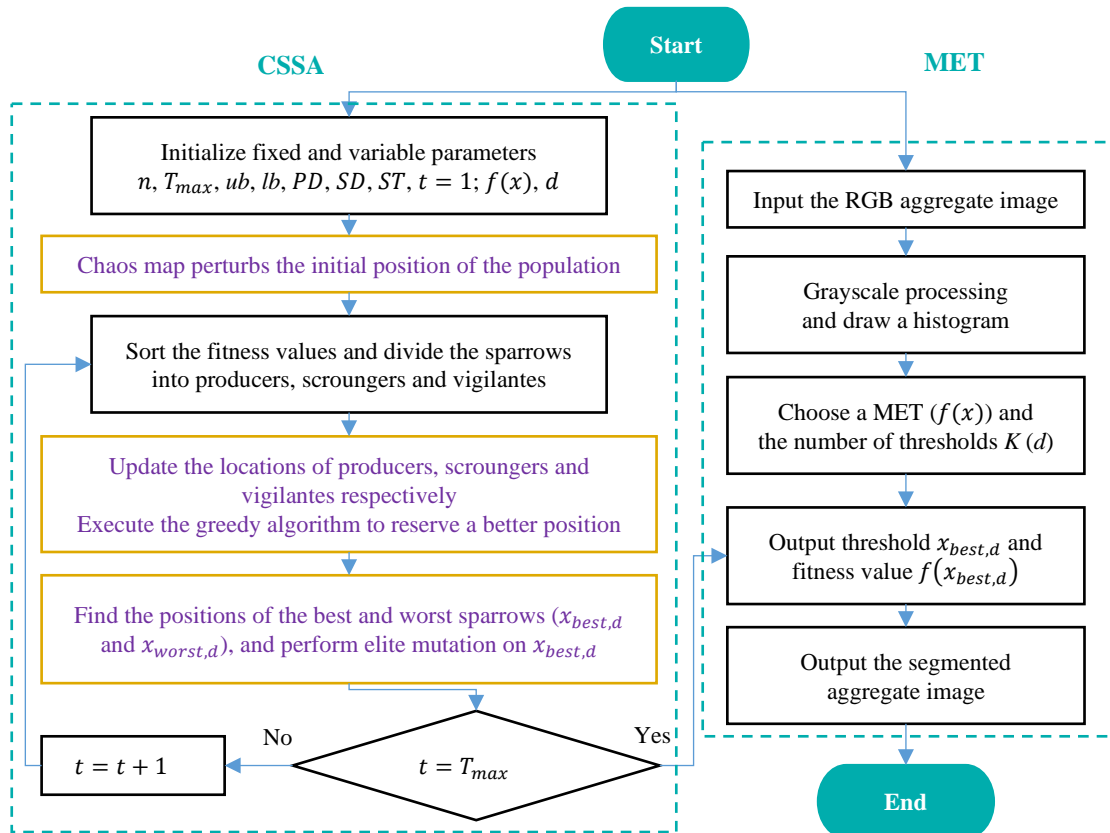 Start
CSSA
MET
Initialize fixed and variable parameters
n, T_max, ub, lb, PD, SD, ST, t = 1; f(x), d
Chaos map perturbs the initial position of the population
Sort the fitness values and divide the sparrows
into producers, scroungers and vigilantes
Update the locations of producers, scroungers and
vigilantes respectively
Execute the greedy algorithm to reserve a better position
Find the positions of the best and worst sparrows (x_best,d
and x_worst,d), and perform elite mutation on x_best,d
No
Yes
t = t + 1
t = T_max
Input the RGB aggregate image
Grayscale processing
and draw a histogram
Choose a MET (f(x)) and
the number of thresholds K (d)
Output threshold x_best,d and
fitness value f(x_best,d)
Output the segmented
aggregate image
End